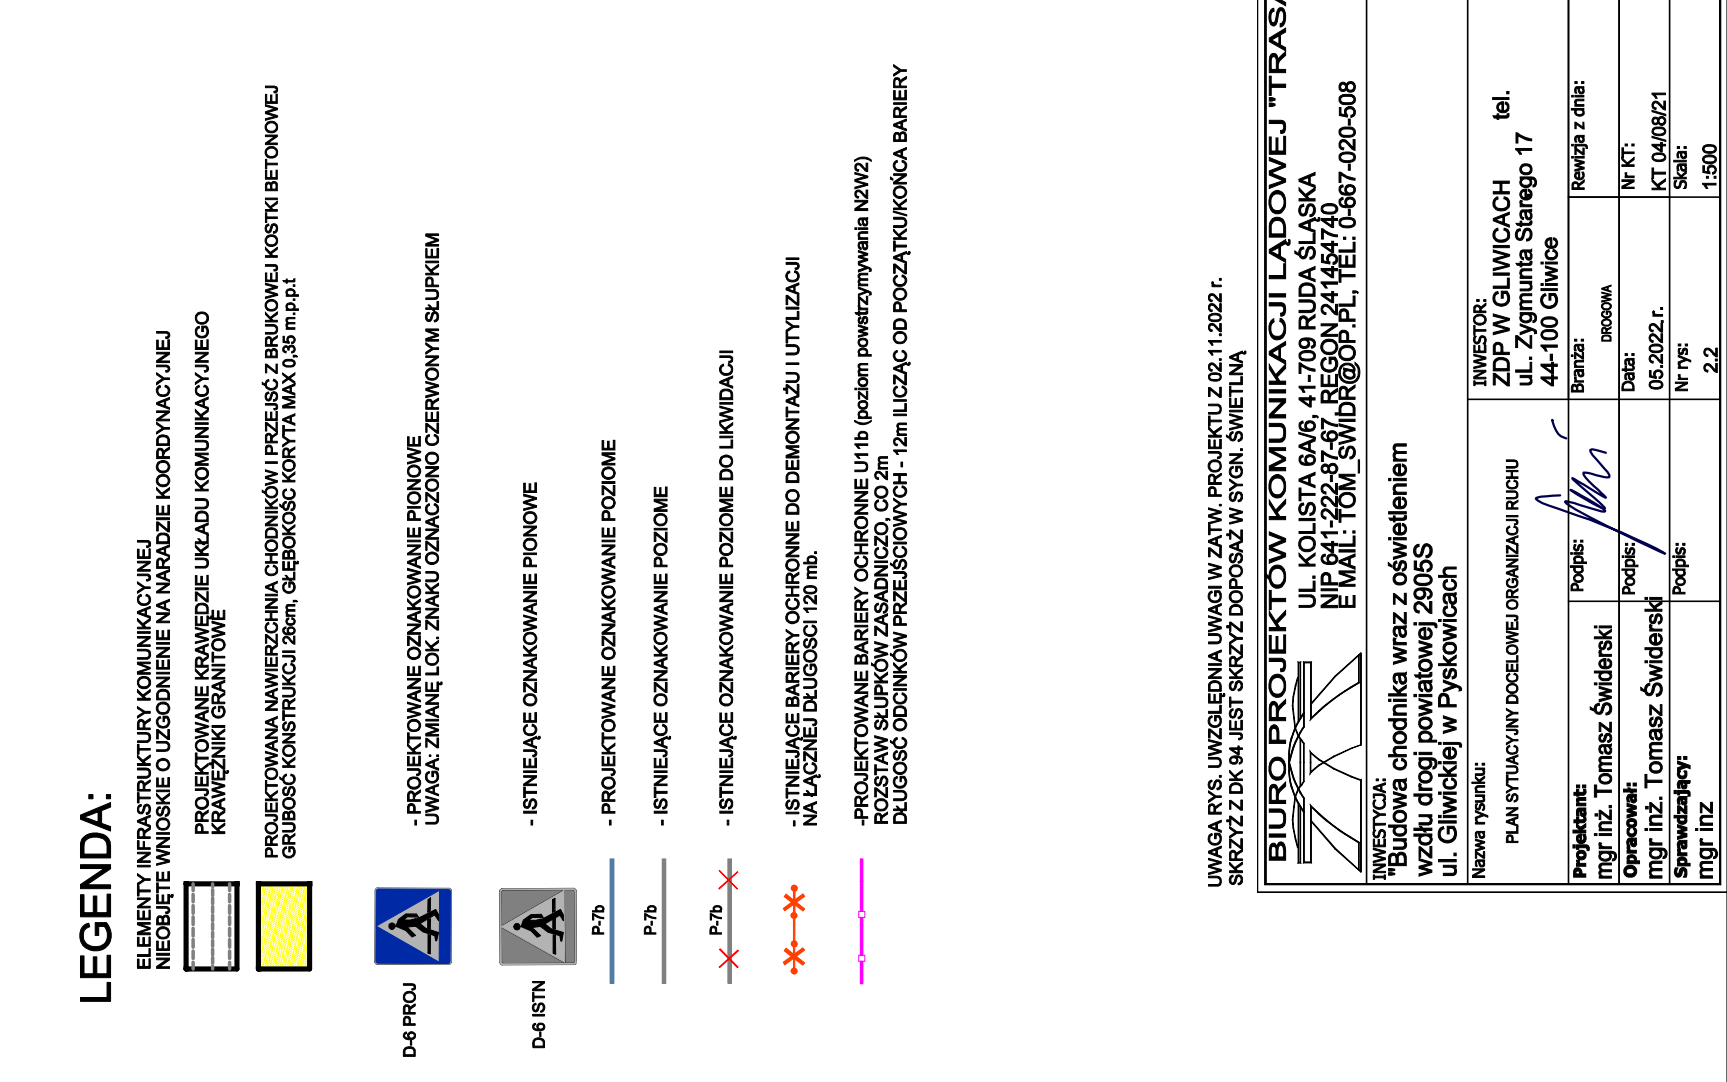 LEGENDA:
ELEMENTY INFRASTRUKTURY KOMUNIKACYJNEJ
NIEOBJĘTE WNIOSKIE O UZGODNIENIE NA NARADZIE KOORDYNACYJNEJ
PROJEKTOWANE KRAWĘDZIE UKŁADU KOMUNIKACYJNEGO
KRAWĘŻNIKI GRANITOWE
PROJEKTOWANA NAWIERZCHNIA CHODNIKÓW I PRZEJŚĆ Z BRUKOWEJ KOSTKI BETONOWEJ
GRUBOŚĆ KONSTRUKCJI 26cm, GŁĘBOKOŚĆ KORYTA MAX 0,35 m.p.p.t
D-6 PROJ
- PROJEKTOWANE OZNAKOWANIE PIONOWE
UWAGA: ZMIANĘ LOK. ZNAKU OZNACZONO CZERWONYM SŁUPKIEM
D-6 ISTN
- ISTNIEJĄCE OZNAKOWANIE PIONOWE
P-7b
- PROJEKTOWANE OZNAKOWANIE POZIOME
P-7b
- ISTNIEJĄCE OZNAKOWANIE POZIOME
P-7b
- ISTNIEJĄCE OZNAKOWANIE POZIOME DO LIKWIDACJI
- ISTNIEJĄCE BARIERY OCHRONNE DO DEMONTAŻU I UTYLIZACJI
NA ŁĄCZNEJ DŁUGOSCI 120 mb.
-PROJEKTOWANE BARIERY OCHRONNE U11b (poziom powstrzymywania N2W2)
ROZSTAW SŁUPKÓW ZASADNICZO, CO 2m
DŁUGOŚĆ ODCINKÓW PRZEJŚCIOWYCH - 12m ILICZĄC OD POCZĄTKU/KOŃCA BARIERY
UWAGA RYS. UWZGLĘDNIA UWAGI W ZATW. PROJEKTU Z 02.11.2022 r.
SKRZYŻ Z DK 94 JEST SKRZYŻ DOPOSAŻ W SYGN. ŚWIETLNĄ
BIURO PROJEKTÓW KOMUNIKACJI LĄDOWEJ "TRASA
UL. KOLISTA 6A/6, 41-709 RUDA ŚLĄSKA
NIP 641-222-87-67, REGON 241454740
E MAIL: TOM_SWIDR@OP.PL, TEL: 0-667-020-508
INWESTYCJA:
"Budowa chodnika wraz z oświetleniem
wzdłu drogi powiatowej 2905S
ul. Gliwickiej w Pyskowicach
INWESTOR:
ZDP W GLIWICACH tel.
uL. Zygmunta Starego 17
44-100 Gliwice
Nazwa rysunku:
PLAN SYTUACYJNY DOCELOWEJ ORGANIZACJI RUCHU
Projektant:
mgr inż. Tomasz Świderski
Podpis:
Branża:
DROGOWA
Rewizja z dnia:
Opracował:
mgr inż. Tomasz Świderski
Podpis:
Data:
05.2022 r.
Nr KT:
KT 04/08/21
Sprawdzający:
mgr inz
Podpis:
Nr rys:
2.2
Skala:
1:500